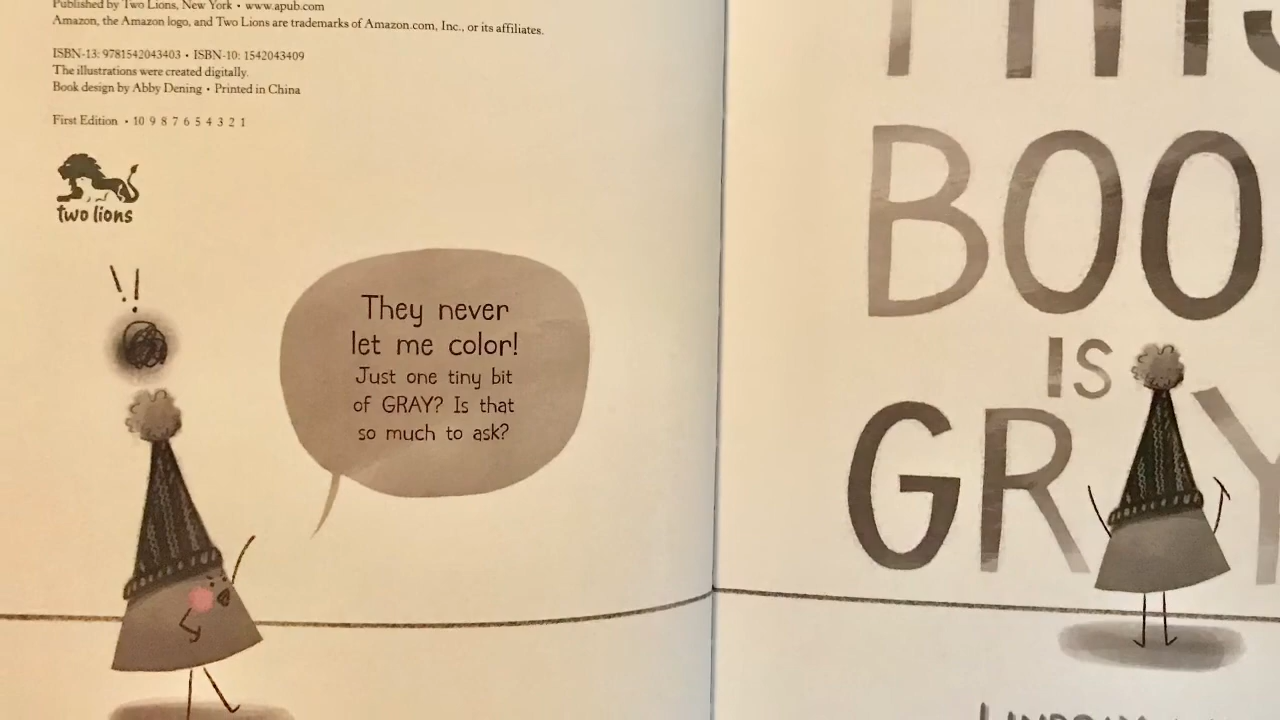 Published by Two Lions, New York • www.apub.com
Amazon, the Amazon logo, and Two Lions are trademarks of Amazon.com, Inc., or its affiliates.
ISBN-13: 9781542043403 • ISBN-10: 1542043409
The illustrations were created digitally.
Book design by Abby Dening • Printed in China
First Edition • 10 9 8 7 6 5 4 3 2 1
two lions
!!
They never
let me color!
Just one tiny bit
of GRAY? Is that
so much to ask?
THIS
BOO
IS
GRAY
LINDSAY